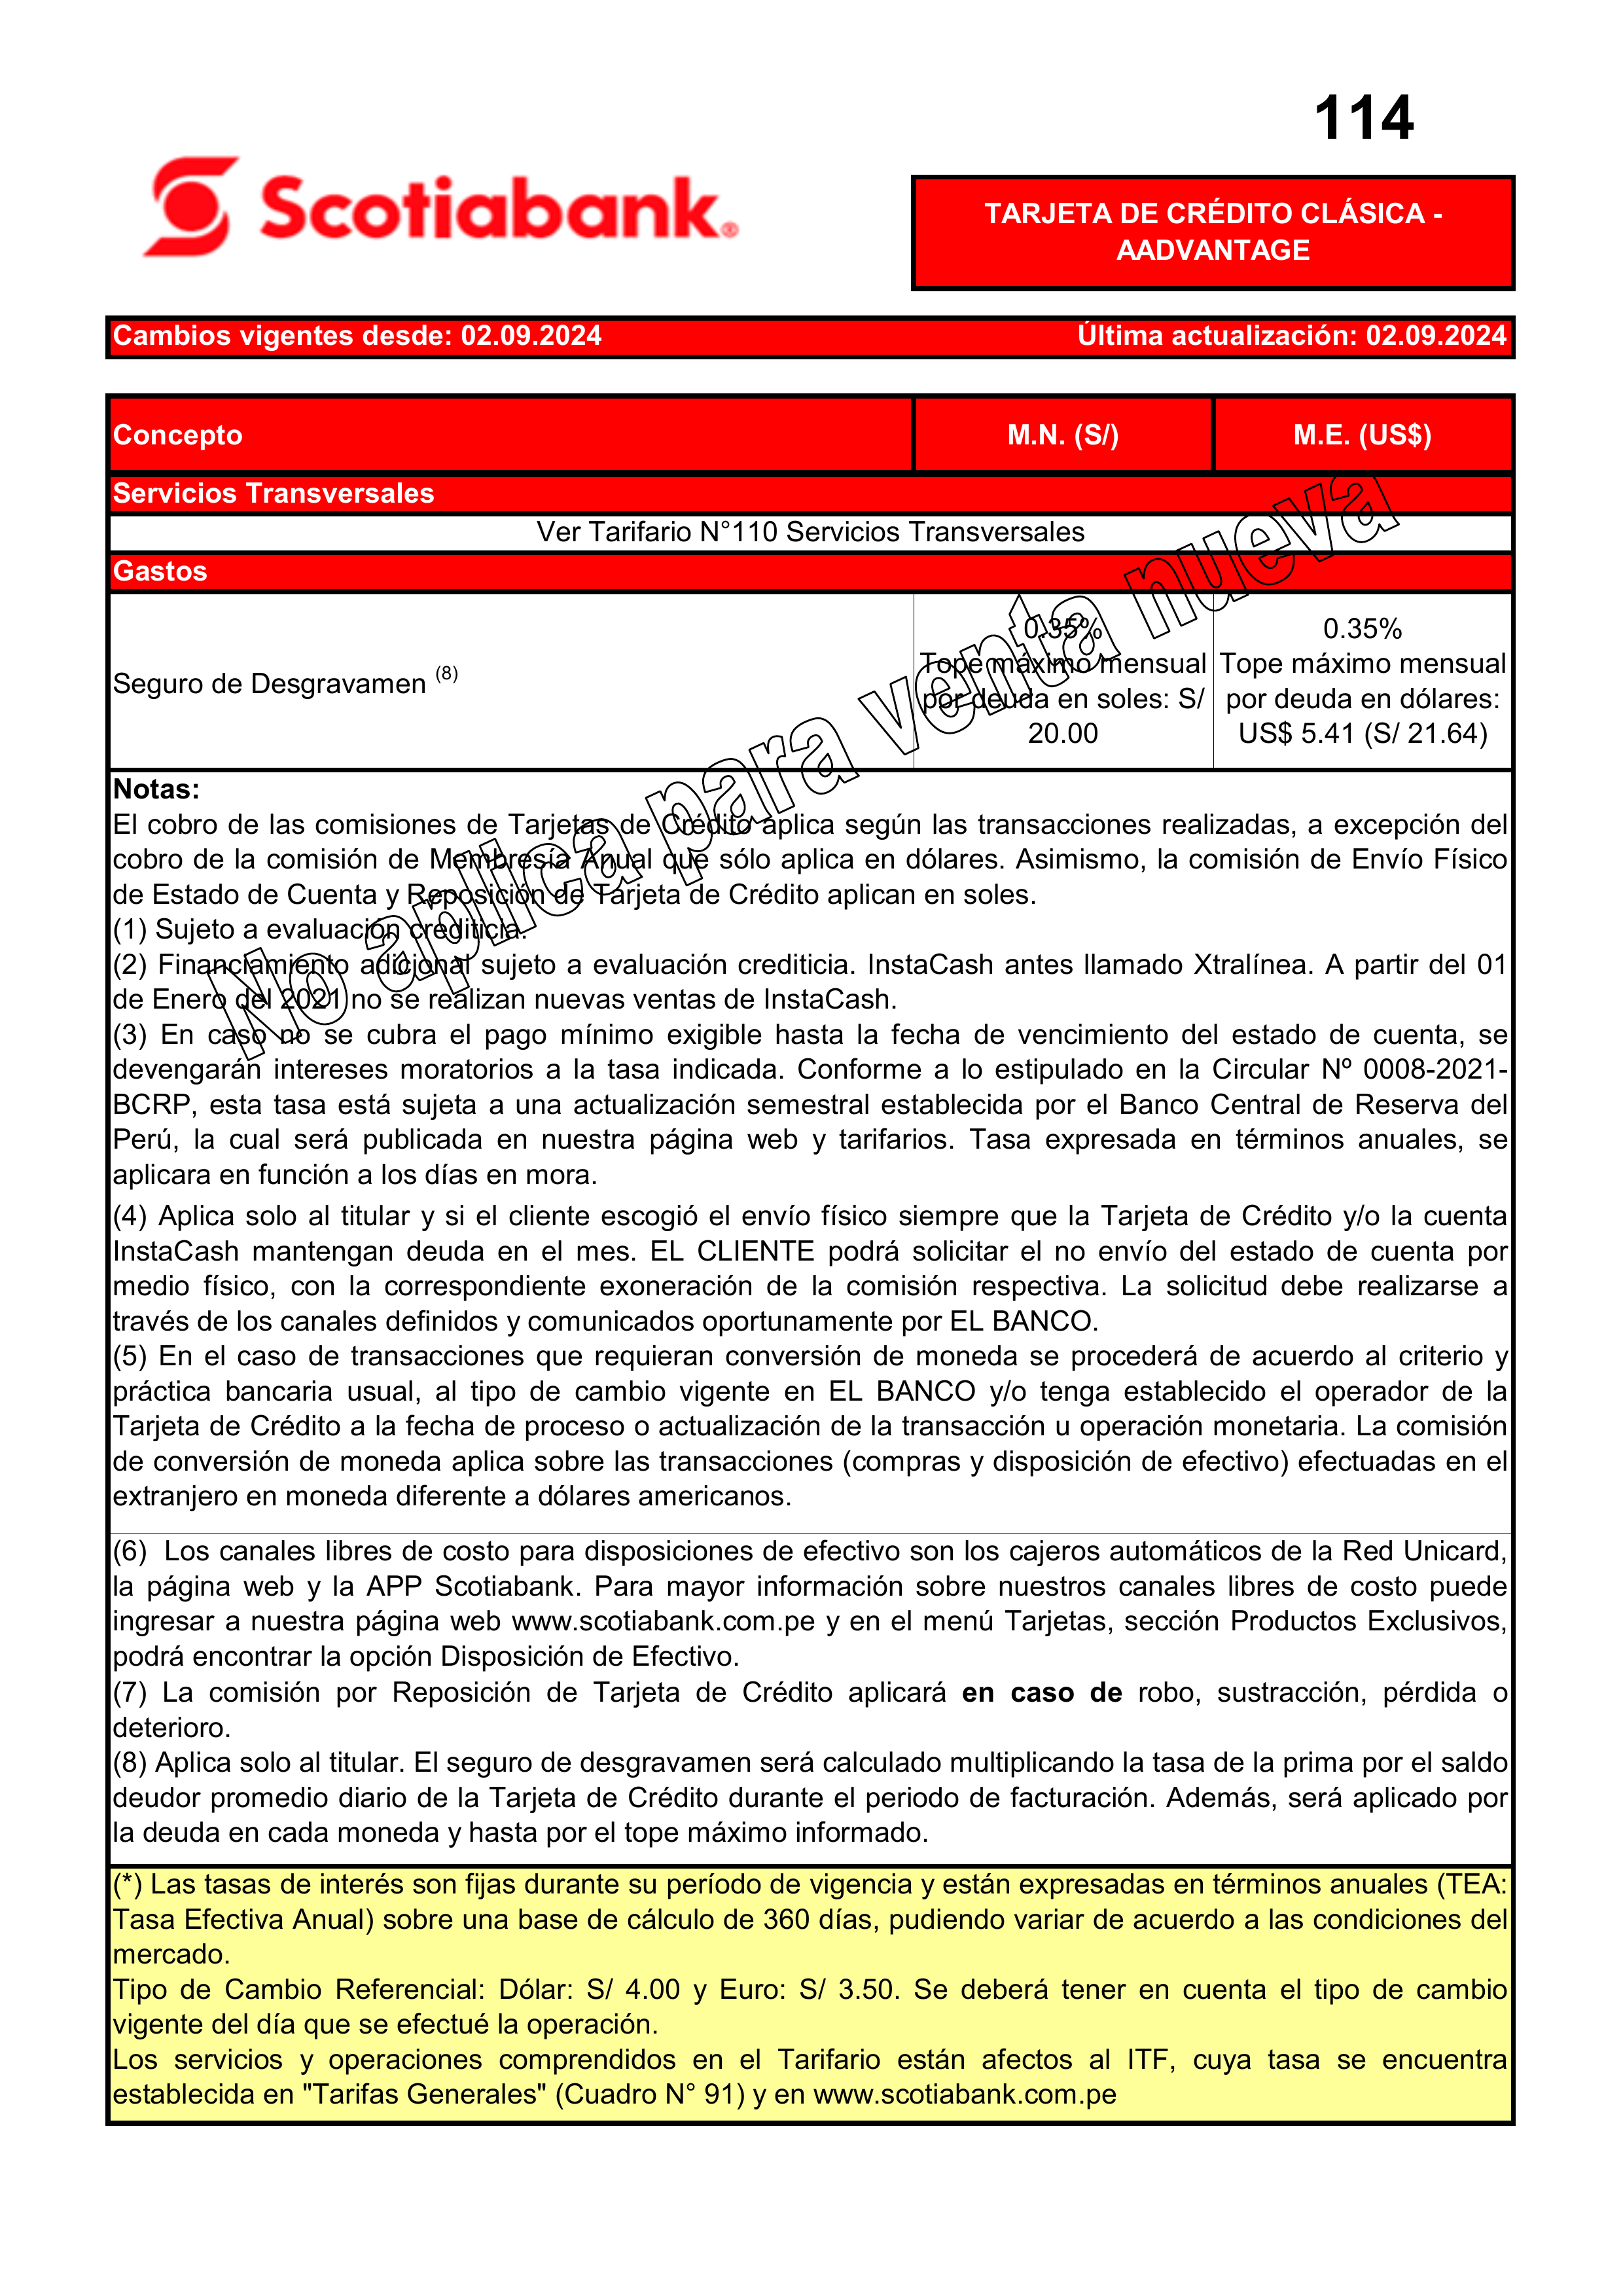 114
Scotiabank®
TARJETA DE CRÉDITO CLÁSICA -
AADVANTAGE
Cambios vigentes desde: 02.09.2024 Última actualización: 02.09.2024
Concepto M.N. (S/) M.E. (US$)
Servicios Transversales
Ver Tarifario N°110 Servicios Transversales
Gastos
Seguro de Desgravamen (8)
0.35%
Tope máximo mensual
por deuda en soles: S/
20.00
0.35%
Tope máximo mensual
por deuda en dólares:
US$ 5.41 (S/ 21.64)
No aplica para venta nueva
Notas:
El cobro de las comisiones de Tarjetas de Crédito aplica según las transacciones realizadas, a excepción del
cobro de la comisión de Membresía Anual que sólo aplica en dólares. Asimismo, la comisión de Envío Físico
de Estado de Cuenta y Reposición de Tarjeta de Crédito aplican en soles.
(1) Sujeto a evaluación crediticia.
(2) Financiamiento adicional sujeto a evaluación crediticia. InstaCash antes llamado Xtralínea. A partir del 01
de Enero del 2021 no se realizan nuevas ventas de InstaCash.
(3) En caso no se cubra el pago mínimo exigible hasta la fecha de vencimiento del estado de cuenta, se
devengarán intereses moratorios a la tasa indicada. Conforme a lo estipulado en la Circular Nº 0008-2021-
BCRP, esta tasa está sujeta a una actualización semestral establecida por el Banco Central de Reserva del
Perú, la cual será publicada en nuestra página web y tarifarios. Tasa expresada en términos anuales, se
aplicara en función a los días en mora.
(4) Aplica solo al titular y si el cliente escogió el envío físico siempre que la Tarjeta de Crédito y/o la cuenta
InstaCash mantengan deuda en el mes. EL CLIENTE podrá solicitar el no envío del estado de cuenta por
medio físico, con la correspondiente exoneración de la comisión respectiva. La solicitud debe realizarse a
través de los canales definidos y comunicados oportunamente por EL BANCO.
(5) En el caso de transacciones que requieran conversión de moneda se procederá de acuerdo al criterio y
práctica bancaria usual, al tipo de cambio vigente en EL BANCO y/o tenga establecido el operador de la
Tarjeta de Crédito a la fecha de proceso o actualización de la transacción u operación monetaria. La comisión
de conversión de moneda aplica sobre las transacciones (compras y disposición de efectivo) efectuadas en el
extranjero en moneda diferente a dólares americanos.
(6) Los canales libres de costo para disposiciones de efectivo son los cajeros automáticos de la Red Unicard,
la página web y la APP Scotiabank. Para mayor información sobre nuestros canales libres de costo puede
ingresar a nuestra página web www.scotiabank.com.pe y en el menú Tarjetas, sección Productos Exclusivos,
podrá encontrar la opción Disposición de Efectivo.
(7) La comisión por Reposición de Tarjeta de Crédito aplicará en caso de robo, sustracción, pérdida o
deterioro.
(8) Aplica solo al titular. El seguro de desgravamen será calculado multiplicando la tasa de la prima por el saldo
deudor promedio diario de la Tarjeta de Crédito durante el periodo de facturación. Además, será aplicado por
la deuda en cada moneda y hasta por el tope máximo informado.
(*) Las tasas de interés son fijas durante su período de vigencia y están expresadas en términos anuales (TEA:
Tasa Efectiva Anual) sobre una base de cálculo de 360 días, pudiendo variar de acuerdo a las condiciones del
mercado.
Tipo de Cambio Referencial: Dólar: S/ 4.00 y Euro: S/ 3.50. Se deberá tener en cuenta el tipo de cambio
vigente del día que se efectué la operación.
Los servicios y operaciones comprendidos en el Tarifario están afectos al ITF, cuya tasa se encuentra
establecida en "Tarifas Generales" (Cuadro N° 91) y en www.scotiabank.com.pe